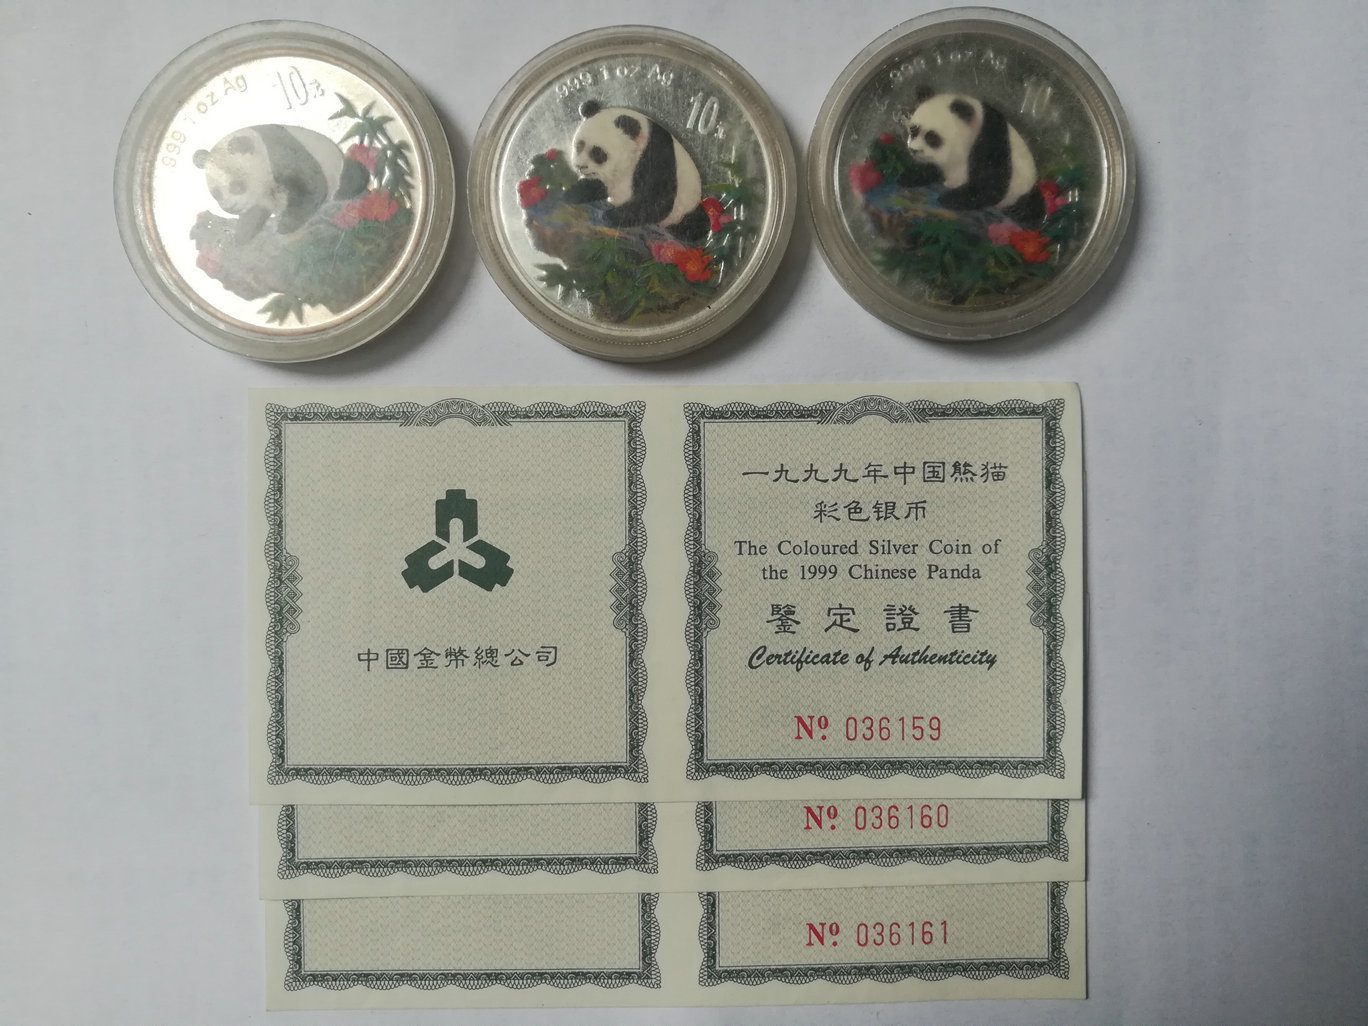 999 1 oz Ag 10元
999 1 oz Ag 10元
999 1 oz Ag 10
中國金幣總公司
一九九九年中国熊猫
彩色银币
The Coloured Silver Coin of
the 1999 Chinese Panda
鑒定證書
Certificate of Authenticity
Nº 036159
Nº 036160
Nº 036161